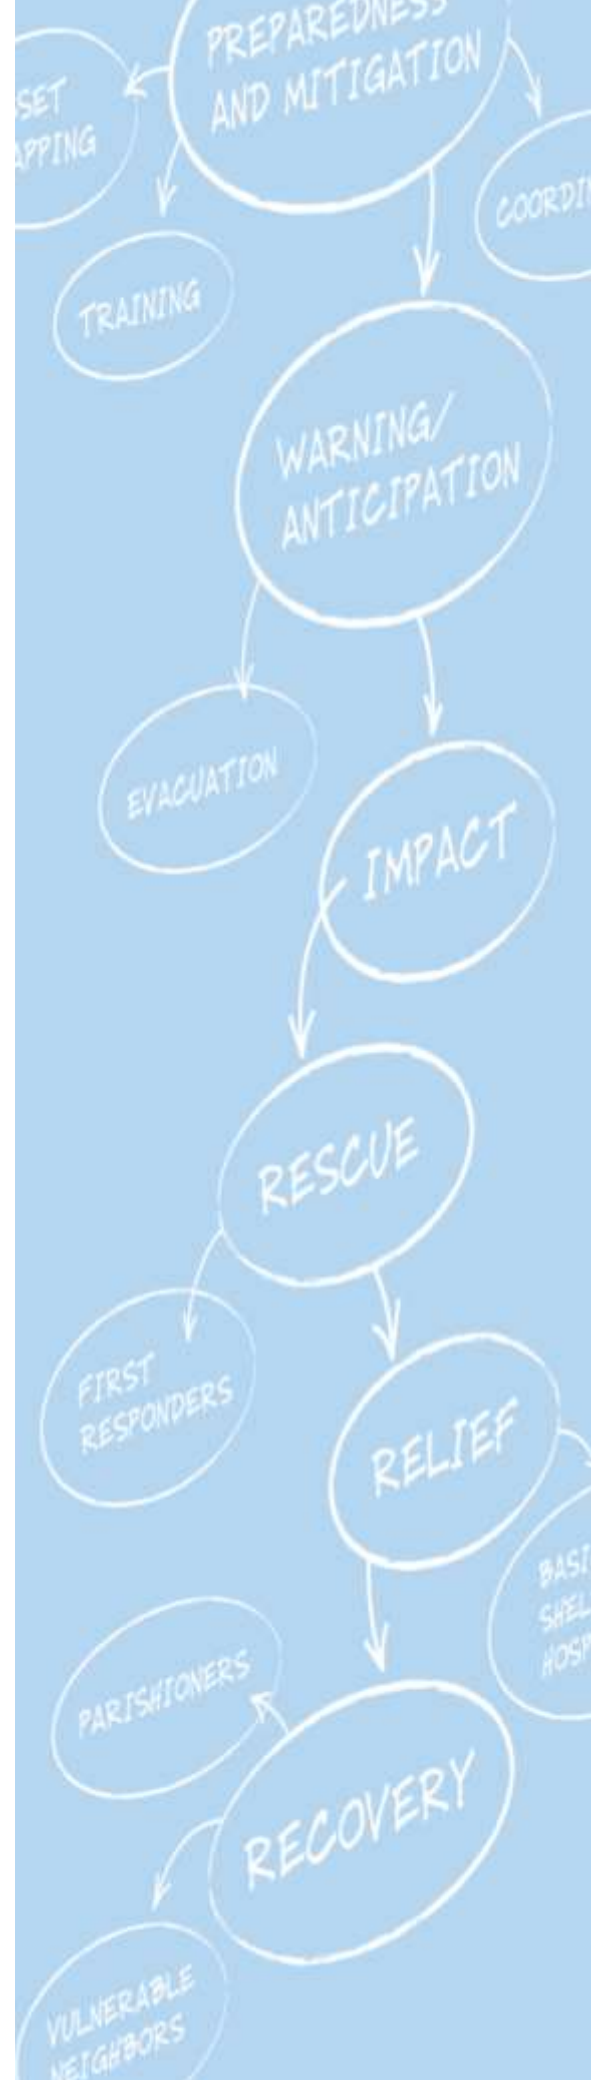 PREPAREDNESS
AND MITIGATION
TRAINING
WARNING/
ANTICIPATION
EVACUATION
IMPACT
RESCUE
FIRST
RESPONDERS
RELIEF
PARISHIONERS
RECOVERY
VULNERABLE
NEIGHBORS